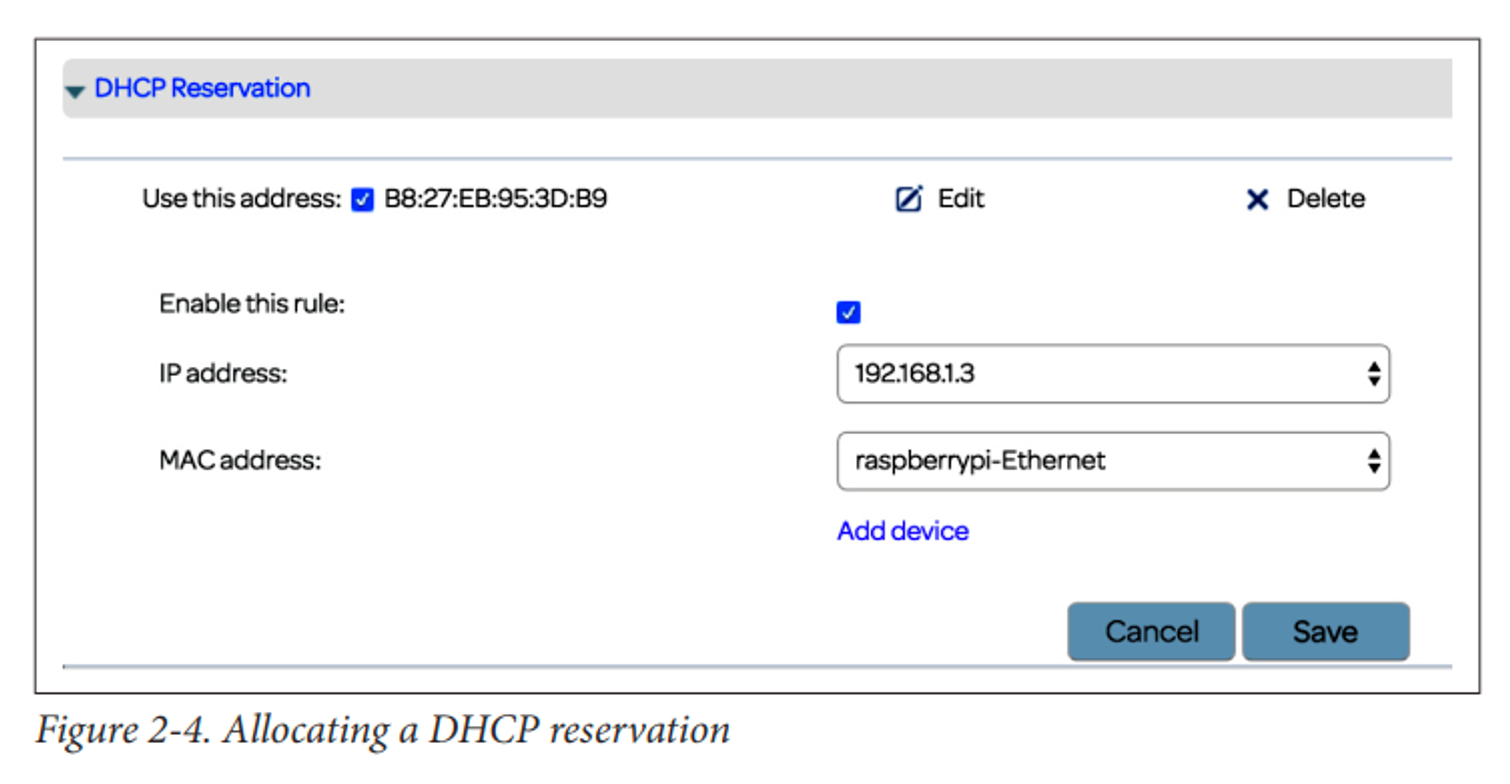 DHCP Reservation
Use this address: B8:27:EB:95:3D:B9 Edit Delete
Enable this rule:
IP address: 192.168.1.3
MAC address: raspberrypi-Ethernet
Add device
Cancel Save
Figure 2-4. Allocating a DHCP reservation